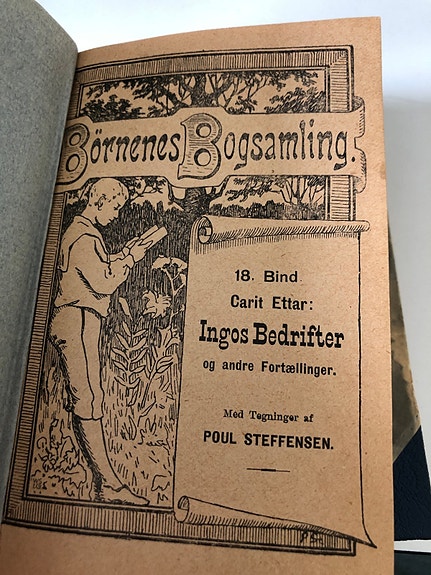 Börnenes Bogsamling.
18. Bind
Carit Ettar:
Ingos Bedrifter
og andre Fortællinger.
Med Tegninger af
POUL STEFFENSEN.